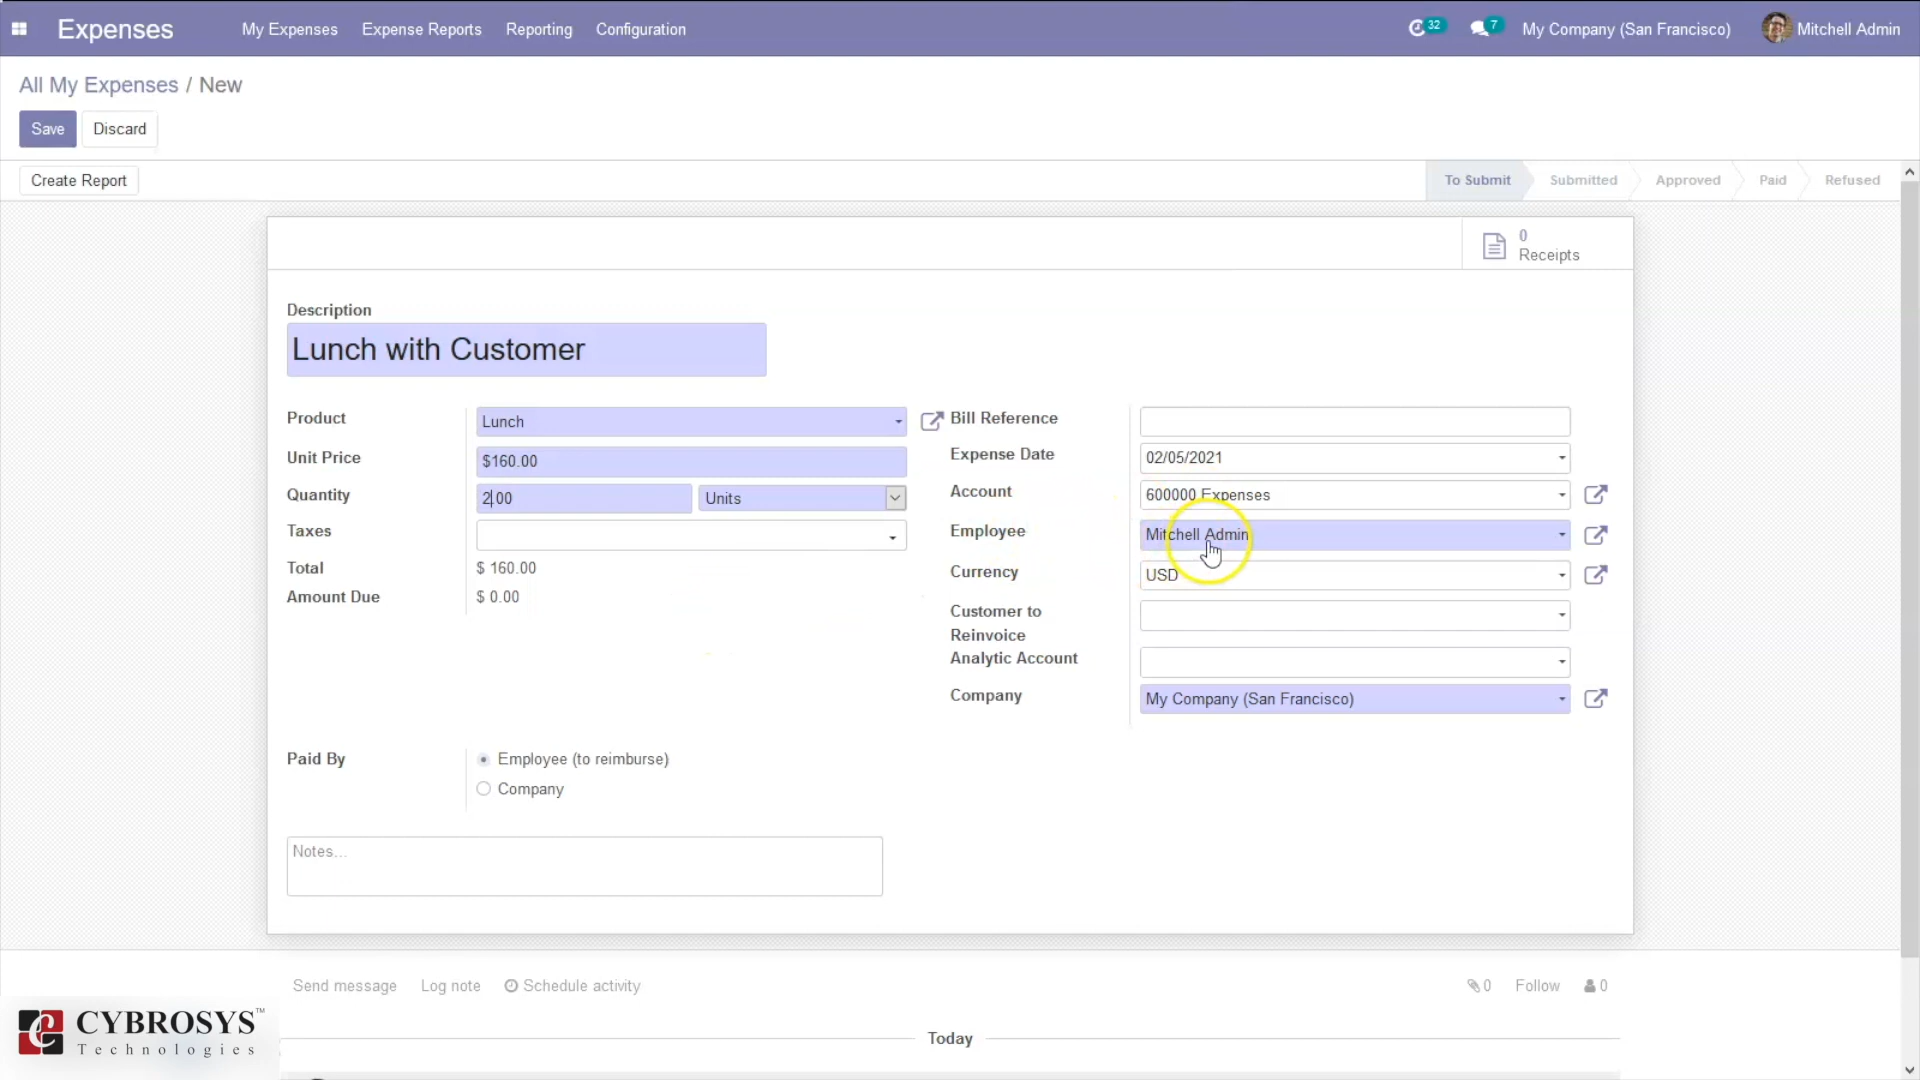 Expenses My Expenses Expense Reports Reporting Configuration 32 7 My Company (San Francisco) Mitchell Admin
All My Expenses / New
Save Discard
Create Report To Submit Submitted Approved Paid Refused
0
Receipts
Description
Lunch with Customer
Product Lunch Bill Reference
Unit Price $160.00 Expense Date 02/05/2021
Quantity 2.00 Units Account 600000 Expenses
Taxes Employee Mitchell Admin
Total $ 160.00 Currency USD
Amount Due $ 0.00 Customer to
Reinvoice
Analytic Account
Company My Company (San Francisco)
Paid By Employee (to reimburse)
Company
Notes...
Send message Log note Schedule activity 0 Follow 0
CYBROSYS™
Technologies
Today